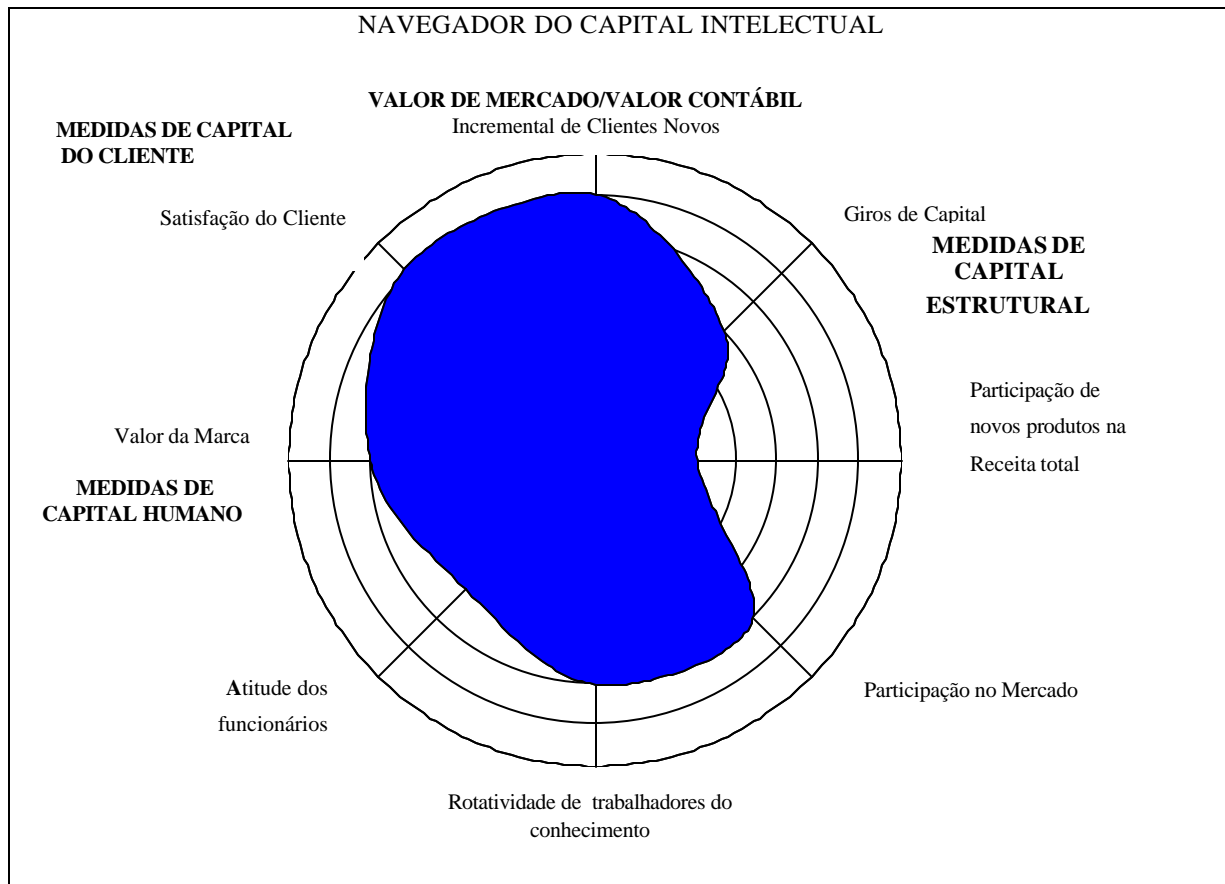 NAVEGADOR DO CAPITAL INTELECTUAL
VALOR DE MERCADO/VALOR CONTÁBIL
Incremental de Clientes Novos
MEDIDAS DE CAPITAL
DO CLIENTE
Satisfação do Cliente
Giros de Capital
MEDIDAS DE
CAPITAL
ESTRUTURAL
Participação de
novos produtos na
Receita total
Valor da Marca
MEDIDAS DE
CAPITAL HUMANO
Atitude dos
funcionários
Participação no Mercado
Rotatividade de trabalhadores do
conhecimento